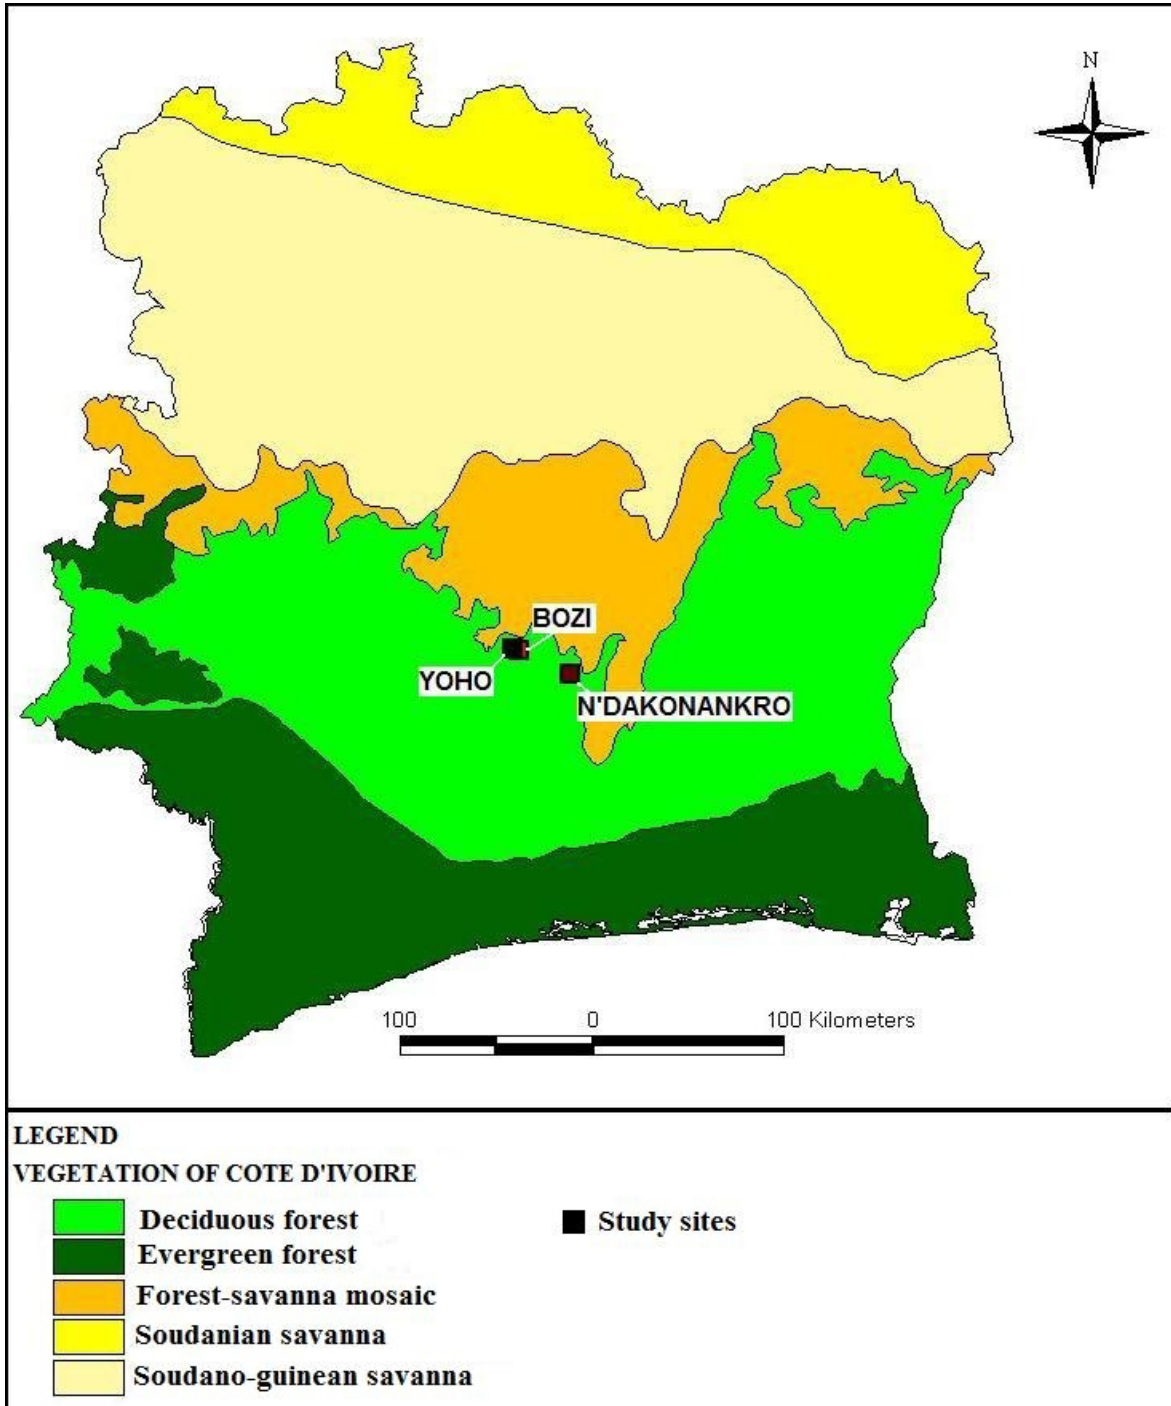 N
BOZI
YOHO
N'DAKONANKRO
100 0 100 Kilometers
LEGEND
VEGETATION OF COTE D'IVOIRE
Deciduous forest
Study sites
Evergreen forest
Forest-savanna mosaic
Soudanian savanna
Soudano-guinean savanna